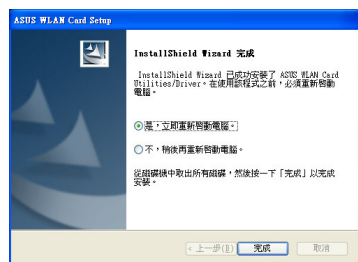 ASUS WLAN Card Setup
InstallShield Wizard 完成
InstallShield Wizard 已成功安裝了 ASUS WLAN Card
Utilities/Driver。在使用該程式之前，必須重新啓動
電腦。
是，立即重新啓動電腦。
不，稍後再重新啓動電腦。
從磁碟機中取出所有磁碟，然後按一下「完成」以完成
安裝。
< 上一步(B)
完成
取消